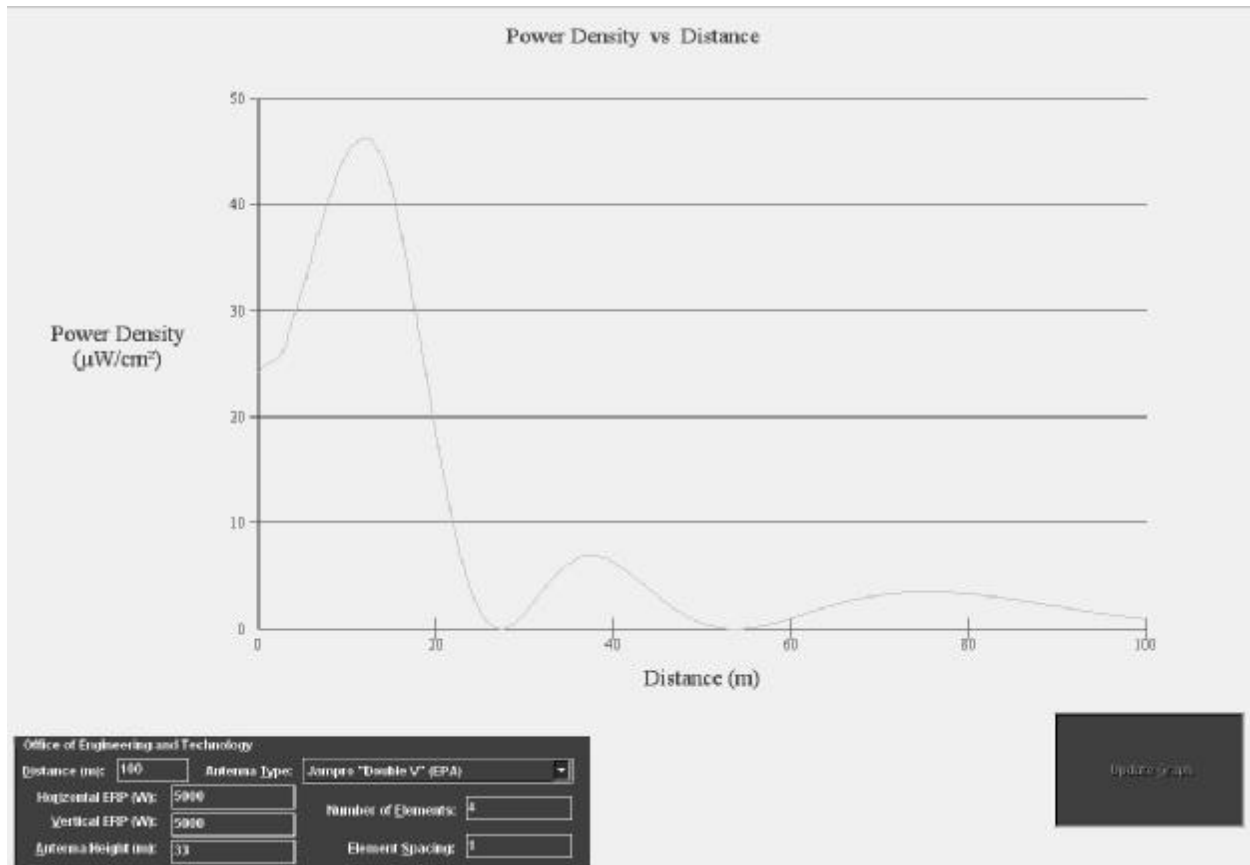 Power Density vs Distance
50
40
30
20
10
0
Power Density
(µW/cm²)
0 20 40 60 80 100
Distance (m)
Office of Engineering and Technology
Distance (m): 100 Antenna Type: Jampro "Double V" (EPA)
Horizontal ERP (W): 5000 Number of Elements: 4
Vertical ERP (W): 5000
Antenna Height (m): 33 Element Spacing: 1
Update Graph